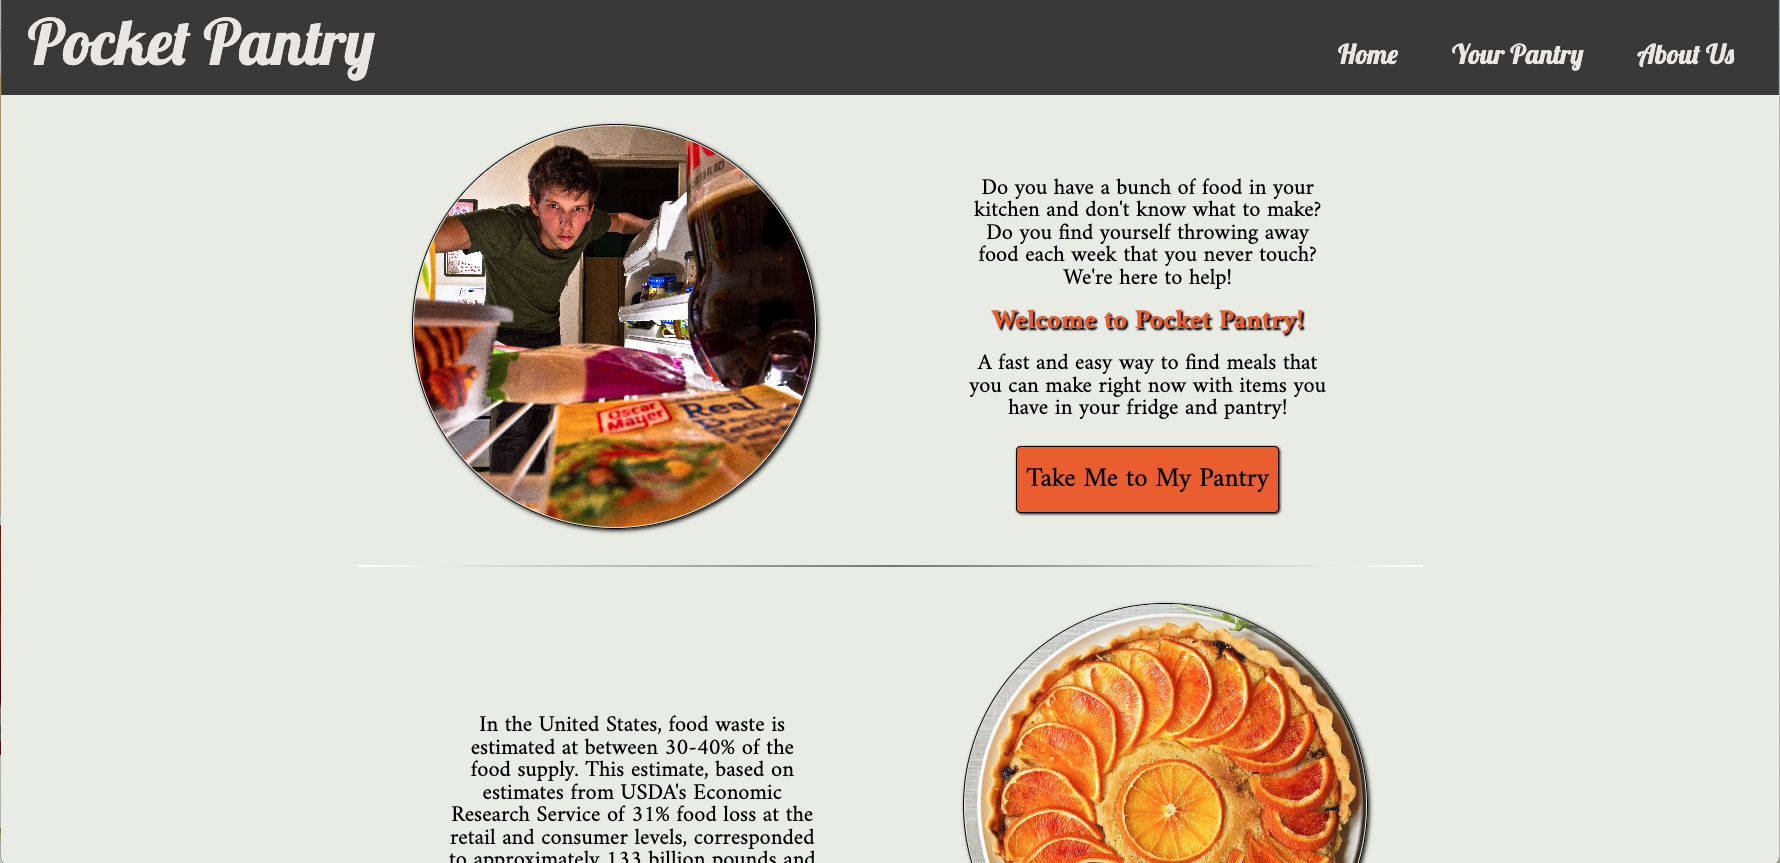 Pocket Pantry
Home Your Pantry About Us
Do you have a bunch of food in your
kitchen and don't know what to make?
Do you find yourself throwing away
food each week that you never touch?
We're here to help!
Welcome to Pocket Pantry!
A fast and easy way to find meals that
you can make right now with items you
have in your fridge and pantry!
Take Me to My Pantry
Oscar
Mayer
Real
In the United States, food waste is
estimated at between 30-40% of the
food supply. This estimate, based on
estimates from USDA's Economic
Research Service of 31% food loss at the
retail and consumer levels, corresponded
to approximately 133 billion pounds and